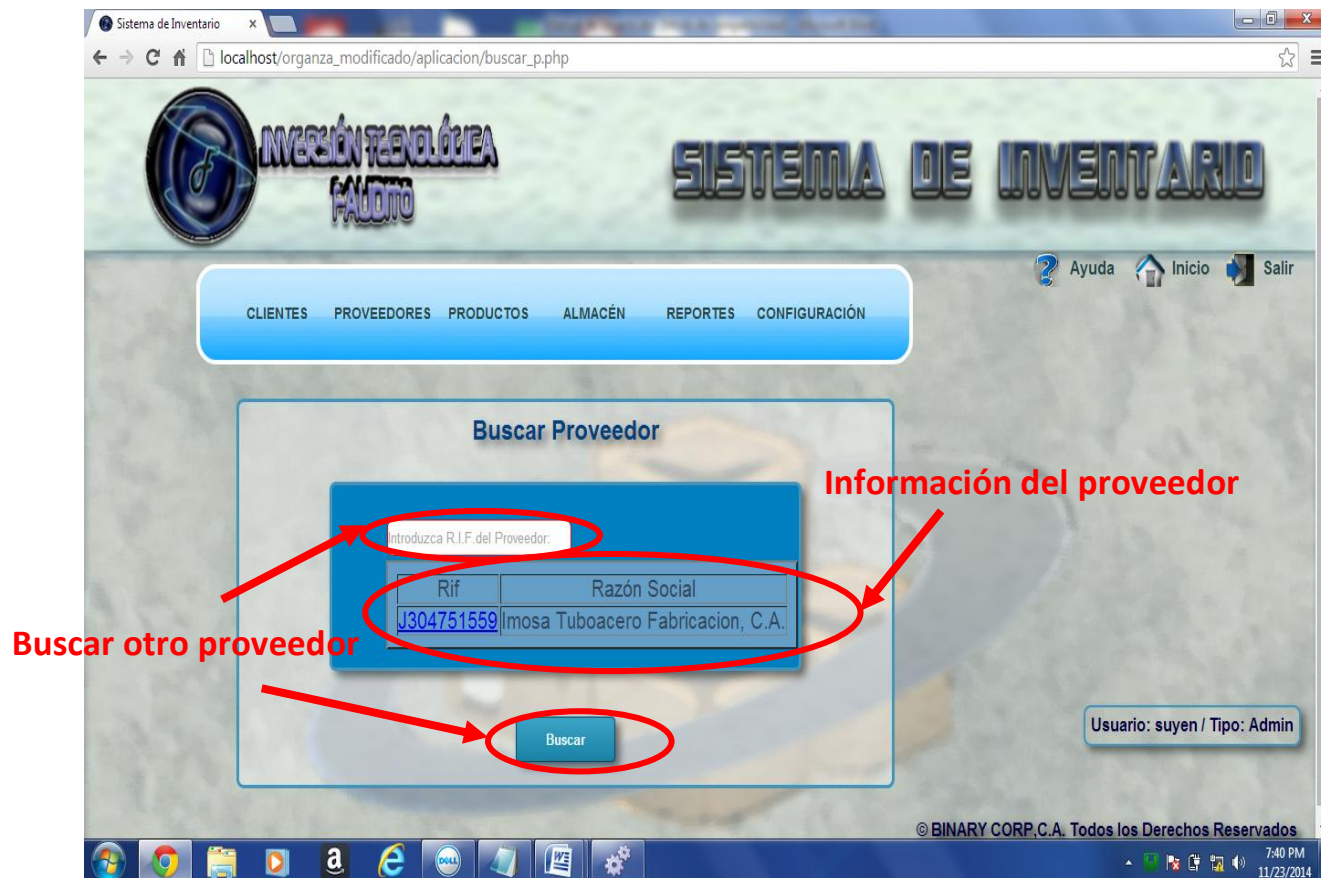 Sistema de Inventario
localhost/organza_modificado/aplicacion/buscar_p.php
INVERSIÓN TECNOLÓGICA
FAUDITO
SISTEMA DE INVENTARIO
Ayuda Inicio Salir
CLIENTES PROVEEDORES PRODUCTOS ALMACÉN REPORTES CONFIGURACIÓN
Buscar Proveedor
Información del proveedor
Introduzca R.I.F.del Proveedor:
Rif Razón Social
J304751559 Imosa Tuboacero Fabricacion, C.A.
Buscar otro proveedor
Buscar
Usuario: suyen / Tipo: Admin
© BINARY CORP,C.A. Todos los Derechos Reservados
a
DELL
7:40 PM
11/23/2014